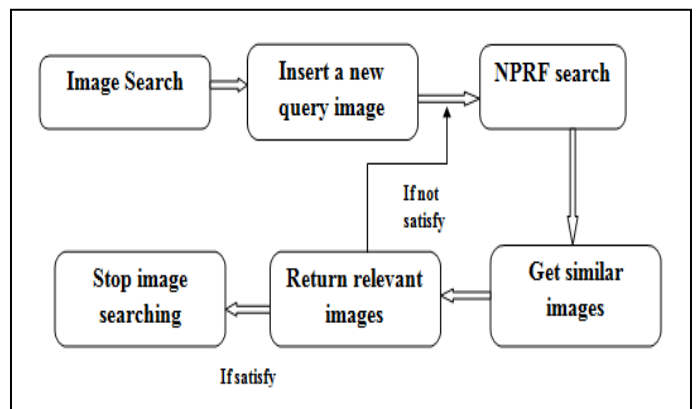 Image Search
Insert a new
query image
NPRF search
If not
satisfy
Get similar
images
Return relevant
images
Stop image
searching
If satisfy